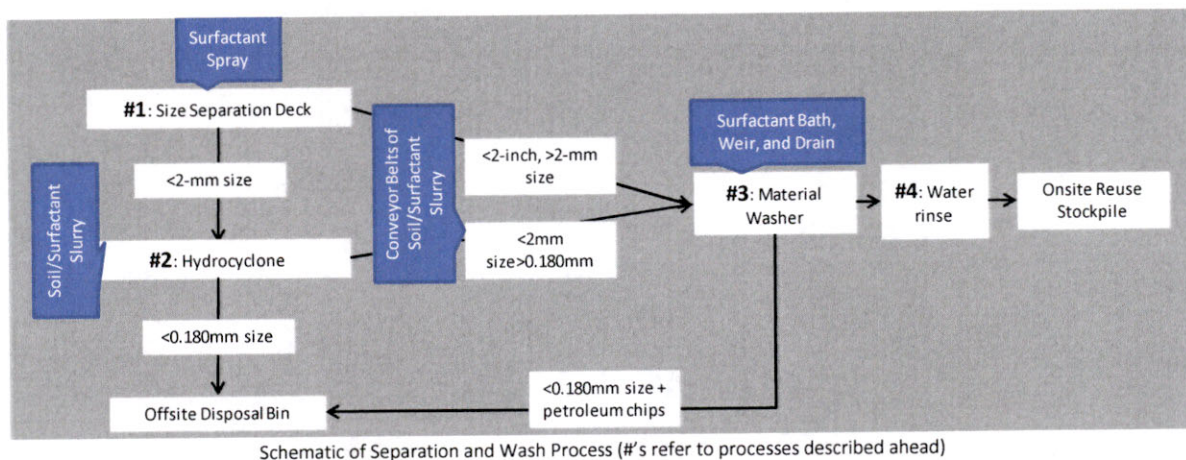 Surfactant
Spray
#1: Size Separation Deck
<2-mm size
Soil/Surfactant
Slurry
#2: Hydrocyclone
<0.180mm size
Offsite Disposal Bin
Conveyor Belts of
Soil/Surfactant
Slurry
<2-inch, >2-mm
size
<2mm
size>0.180mm
Surfactant Bath,
Weir, and Drain
#3: Material
Washer
#4: Water
rinse
Onsite Reuse
Stockpile
<0.180mm size +
petroleum chips
Schematic of Separation and Wash Process (#'s refer to processes described ahead)